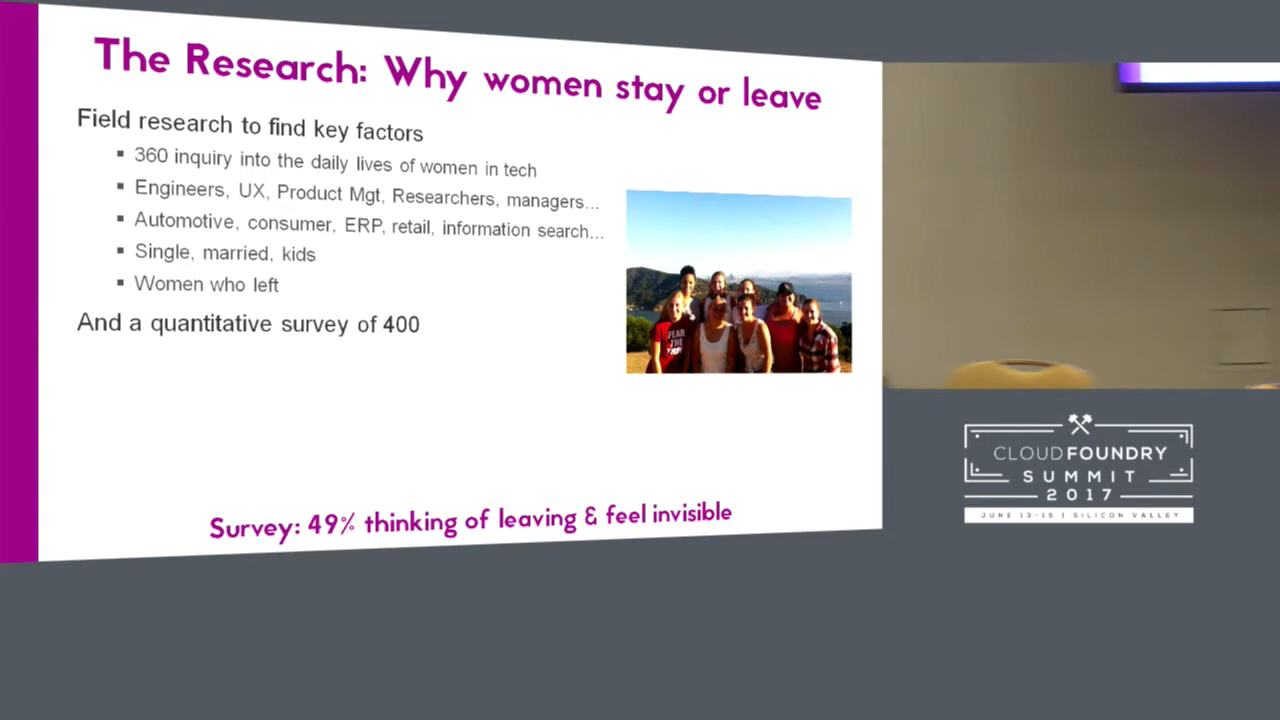 The Research: Why women stay or leave
Field research to find key factors
360 inquiry into the daily lives of women in tech
Engineers, UX, Product Mgt, Researchers, managers...
Automotive, consumer, ERP, retail, information search...
Single, married, kids
Women who left
And a quantitative survey of 400
FEAR
THE
Survey: 49% thinking of leaving & feel invisible
CLOUDFOUNDRY
SUMMIT
2017
JUNE 13-15 | SILICON VALLEY